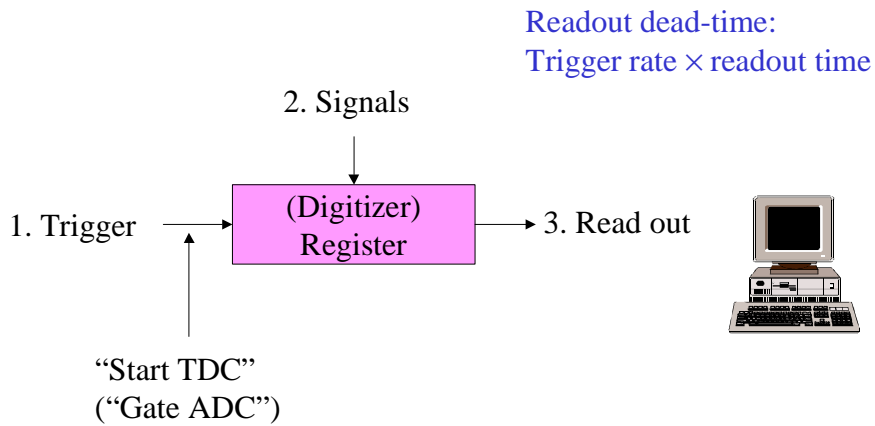 Readout dead-time:
Trigger rate × readout time
2. Signals
1. Trigger
(Digitizer)
Register
3. Read out
“Start TDC”
(“Gate ADC”)